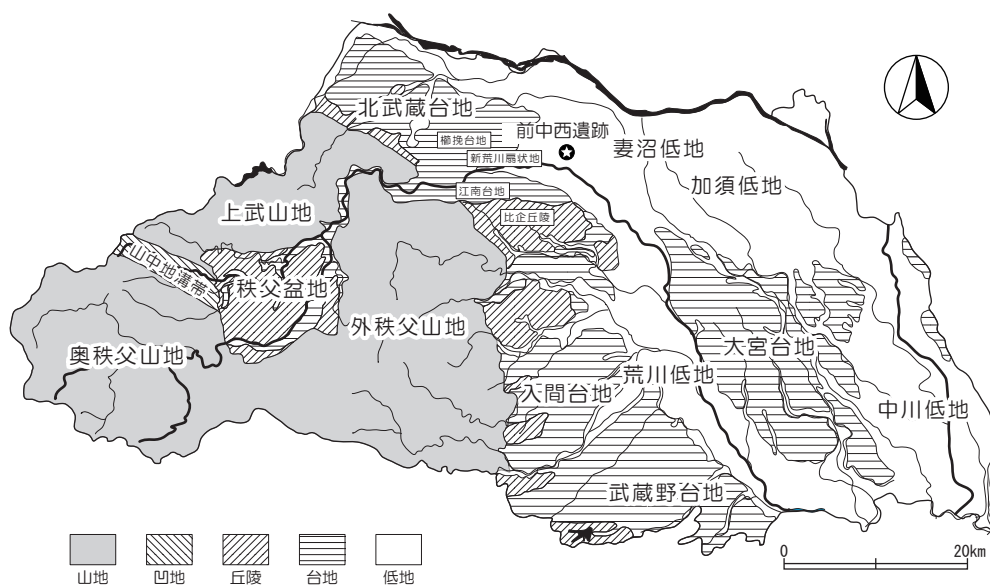 北武蔵台地
櫛挽台地
前中西遺跡
新荒川扇状地
妻沼低地
加須低地
江南台地
比企丘陵
上武山地
山中地溝帯
秩父盆地
外秩父山地
奥秩父山地
大宮台地
荒川低地
入間台地
中川低地
武蔵野台地
山地
凹地
丘陵
台地
低地
0
20km